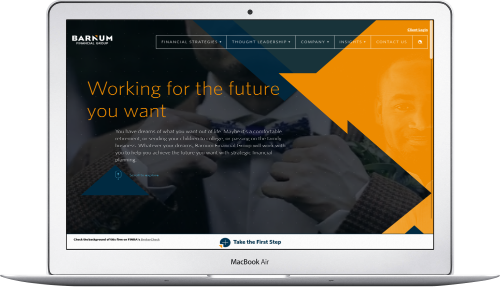 Client Login
BARNUM
FINANCIAL GROUP
FINANCIAL STRATEGIES
THOUGHT LEADERSHIP
COMPANY
INSIGHTS
CONTACT US
Working for the future
you want
You have dreams of what you want out of life. Maybe it's a comfortable
retirement, or sending your children to college, or passing on the family
business. Whatever your dreams, Barnum Financial Group will work with
you to help you achieve the future you want with strategic financial
planning.
Check the background of this firm on FINRA's BrokerCheck
Take the First Step
MacBook Air